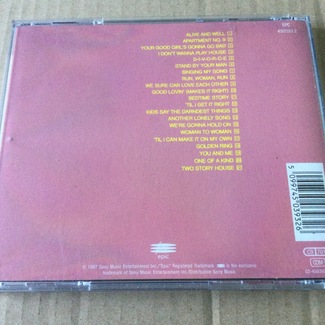 EPC
ALIVE AND WELL
APARTMENT NO. 9
YOUR GOOD GIRL'S GONNA GO BAD
I DON'T WANNA PLAY HOUSE
D-I-V-O-R-C-E
STAND BY YOUR MAN
SINGING MY SONG
RUN, WOMAN, RUN
WE SURE CAN LOVE EACH OTHER
GOOD LOVIN' (MAKES IT RIGHT)
BEDTIME STORY
'TIL I GET IT RIGHT
KIDS SAY THE DARNDEST THINGS
ANOTHER LONELY SONG
WE'RE GONNA HOLD ON
WOMAN TO WOMAN
'TIL I CAN MAKE IT ON MY OWN
GOLDEN RING
YOU AND ME
ONE OF A KIND
TWO STORY HOUSE
5 099745 039326
epic